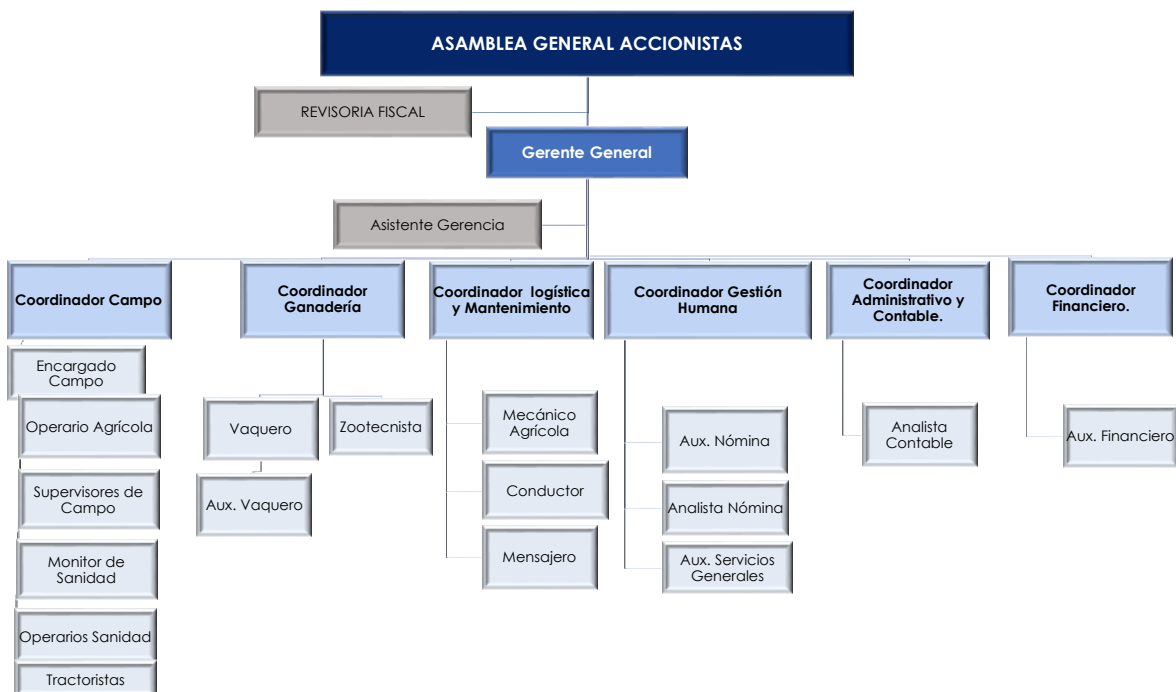 ASAMBLEA GENERAL ACCIONISTAS
REVISORIA FISCAL
Gerente General
Asistente Gerencia
Coordinador Campo
Encargado
Campo
Operario Agrícola
Supervisores de
Campo
Monitor de
Sanidad
Operarios Sanidad
Tractoristas
Coordinador
Ganadería
Vaquero
Aux. Vaquero
Zootecnista
Coordinador logística
y Mantenimiento
Mecánico
Agrícola
Conductor
Mensajero
Coordinador Gestión
Humana
Aux. Nómina
Analista Nómina
Aux. Servicios
Generales
Coordinador
Administrativo y
Contable.
Analista
Contable
Coordinador
Financiero.
Aux. Financiero